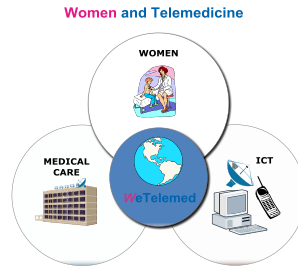 Women and Telemedicine
WOMEN
MEDICAL
CARE
ICT
WeTelemed